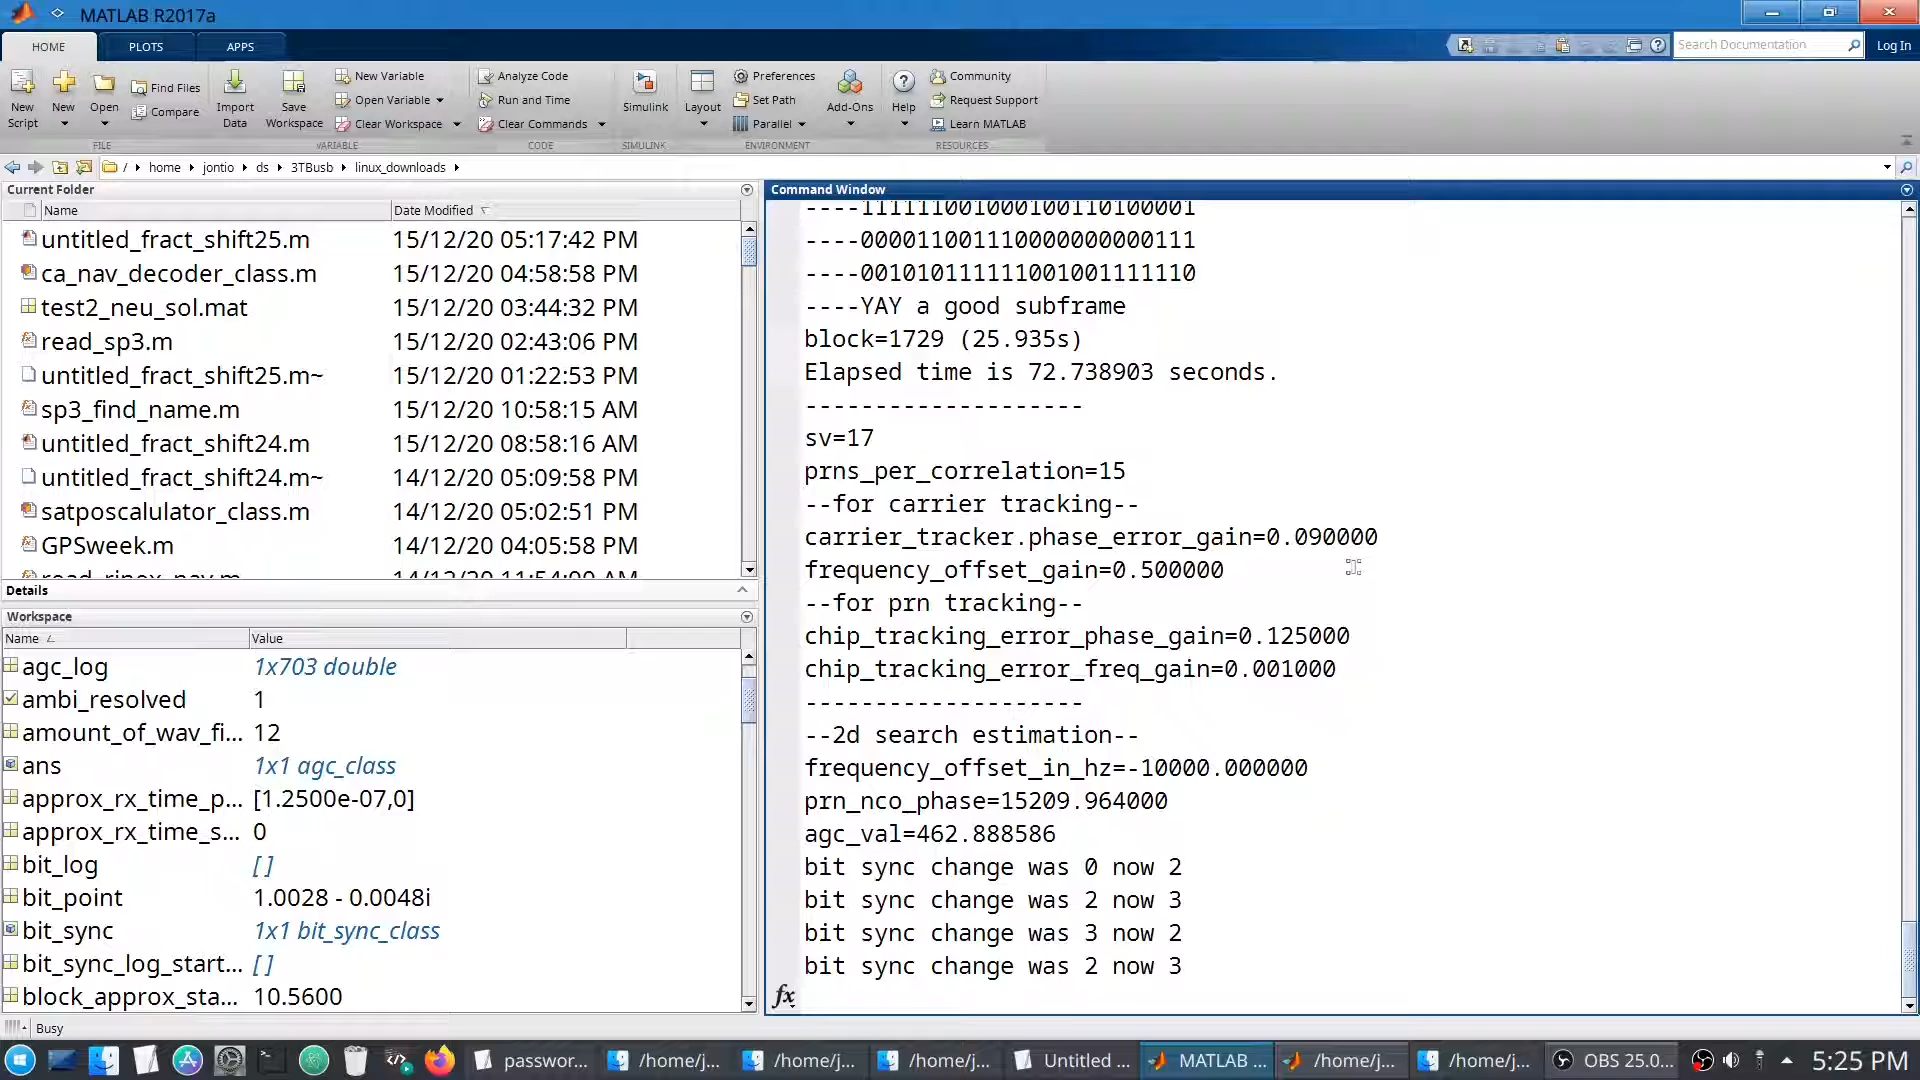 MATLAB R2017a
HOME PLOTS APPS
Search Documentation Log In
New Script
New
Open
Find Files
Compare
FILE
Import Data
Save Workspace
New Variable
Open Variable
Clear Workspace
VARIABLE
Analyze Code
Run and Time
Clear Commands
CODE
Simulink
SIMULINK
Layout
Preferences
Set Path
Parallel
Add-Ons
ENVIRONMENT
Help
Community
Request Support
Learn MATLAB
RESOURCES
/ home jontio ds 3TBusb linux_downloads
Current Folder
Name Date Modified
untitled_fract_shift25.m 15/12/20 05:17:42 PM
ca_nav_decoder_class.m 15/12/20 04:58:58 PM
test2_neu_sol.mat 15/12/20 03:44:32 PM
read_sp3.m 15/12/20 02:43:06 PM
untitled_fract_shift25.m~ 15/12/20 01:22:53 PM
sp3_find_name.m 15/12/20 10:58:15 AM
untitled_fract_shift24.m 15/12/20 08:58:16 AM
untitled_fract_shift24.m~ 14/12/20 05:09:58 PM
satposcalulator_class.m 14/12/20 05:02:51 PM
GPSweek.m 14/12/20 04:05:58 PM
read_rinex_nav.m 14/12/20 11:54:00 AM
Details
Workspace
Name Value
agc_log 1x703 double
ambi_resolved 1
amount_of_wav_fi... 12
ans 1x1 agc_class
approx_rx_time_p... [1.2500e-07,0]
approx_rx_time_s... 0
bit_log []
bit_point 1.0028 - 0.0048i
bit_sync 1x1 bit_sync_class
bit_sync_log_start... []
block_approx_sta... 10.5600
Command Window
----111111001000100110100001
----000011001110000000000111
----001010111111001001111110
----YAY a good subframe
block=1729 (25.935s)
Elapsed time is 72.738903 seconds.
--------------------
sv=17
prns_per_correlation=15
--for carrier tracking--
carrier_tracker.phase_error_gain=0.090000
frequency_offset_gain=0.500000
--for prn tracking--
chip_tracking_error_phase_gain=0.125000
chip_tracking_error_freq_gain=0.001000
--------------------
--2d search estimation--
frequency_offset_in_hz=-10000.000000
prn_nco_phase=15209.964000
agc_val=462.888586
bit sync change was 0 now 2
bit sync change was 2 now 3
bit sync change was 3 now 2
bit sync change was 2 now 3
fx
Busy
passwor... /home/j... /home/j... /home/j... Untitled ... MATLAB ... /home/j... /home/j... OBS 25.0... 5:25 PM